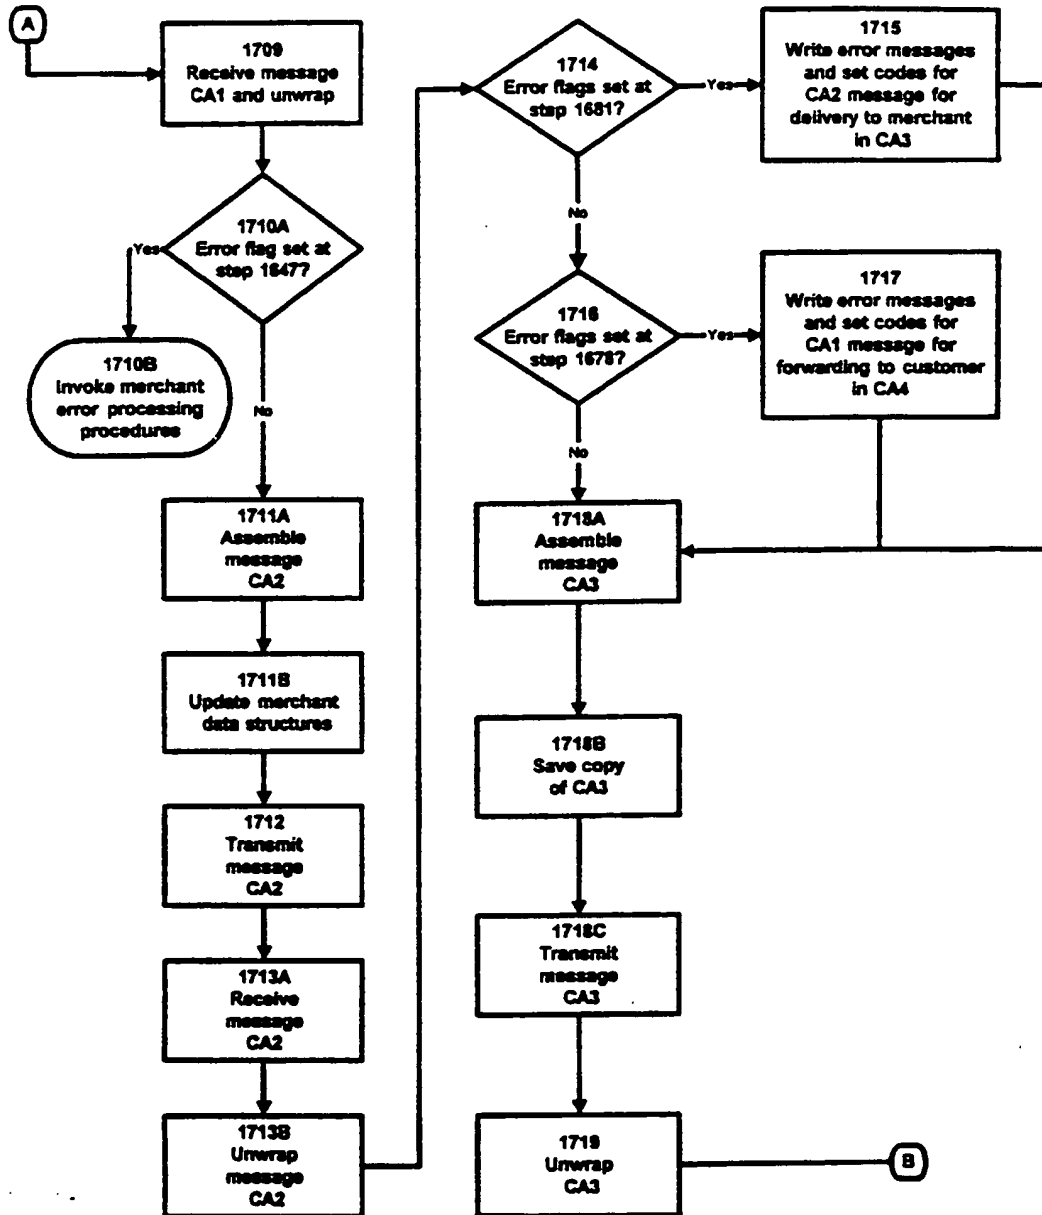 A
1709
Receive message
CA1 and unwrap
1710A
Error flag set at
step 1647?
Yes
1710B
Invoke merchant
error processing
procedures
No
1711A
Assemble
message
CA2
1711B
Update merchant
data structures
1712
Transmit
message
CA2
1713A
Receive
message
CA2
1713B
Unwrap
message
CA2
1714
Error flags set at
step 1681?
Yes
1715
Write error messages
and set codes for
CA2 message for
delivery to merchant
in CA3
No
1716
Error flags set at
step 1678?
Yes
1717
Write error messages
and set codes for
CA1 message for
forwarding to customer
in CA4
No
1718A
Assemble
message
CA3
1718B
Save copy
of CA3
1718C
Transmit
message
CA3
1719
Unwrap
CA3
B